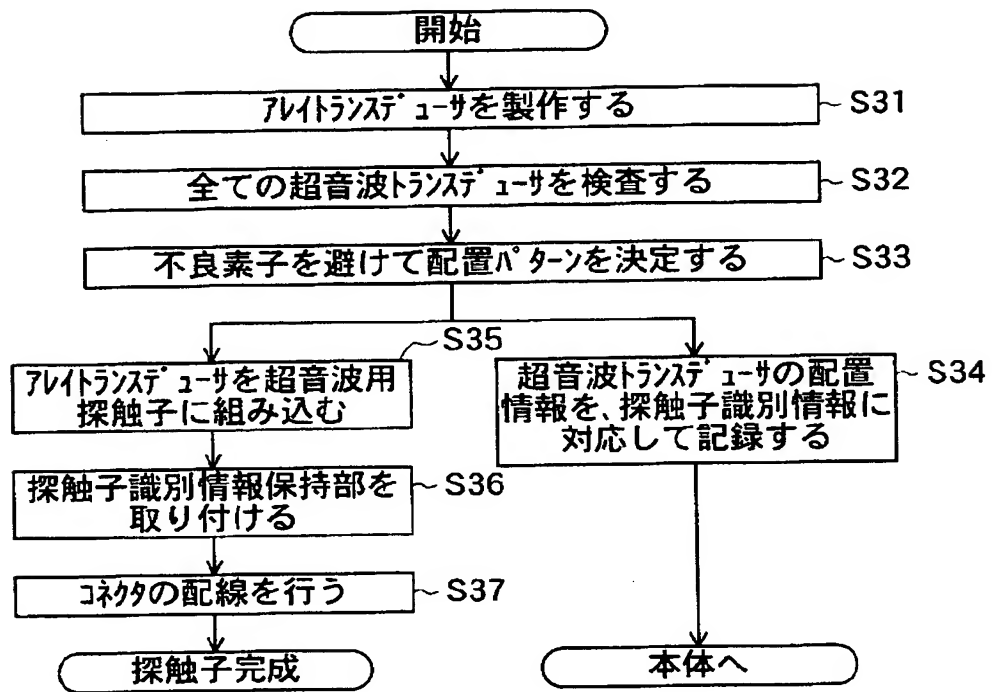 開始
ｱﾚｲﾄﾗﾝｽﾃﾞｭｰｻを製作する
S31
全ての超音波ﾄﾗﾝｽﾃﾞｭｰｻを検査する
S32
不良素子を避けて配置ﾊﾟﾀｰﾝを決定する
S33
S35
ｱﾚｲﾄﾗﾝｽﾃﾞｭｰｻを超音波用
探触子に組み込む
超音波ﾄﾗﾝｽﾃﾞｭｰｻの配置
情報を、探触子識別情報に
対応して記録する
S34
探触子識別情報保持部を
取り付ける
S36
ｺﾈｸﾀの配線を行う
S37
探触子完成
本体へ